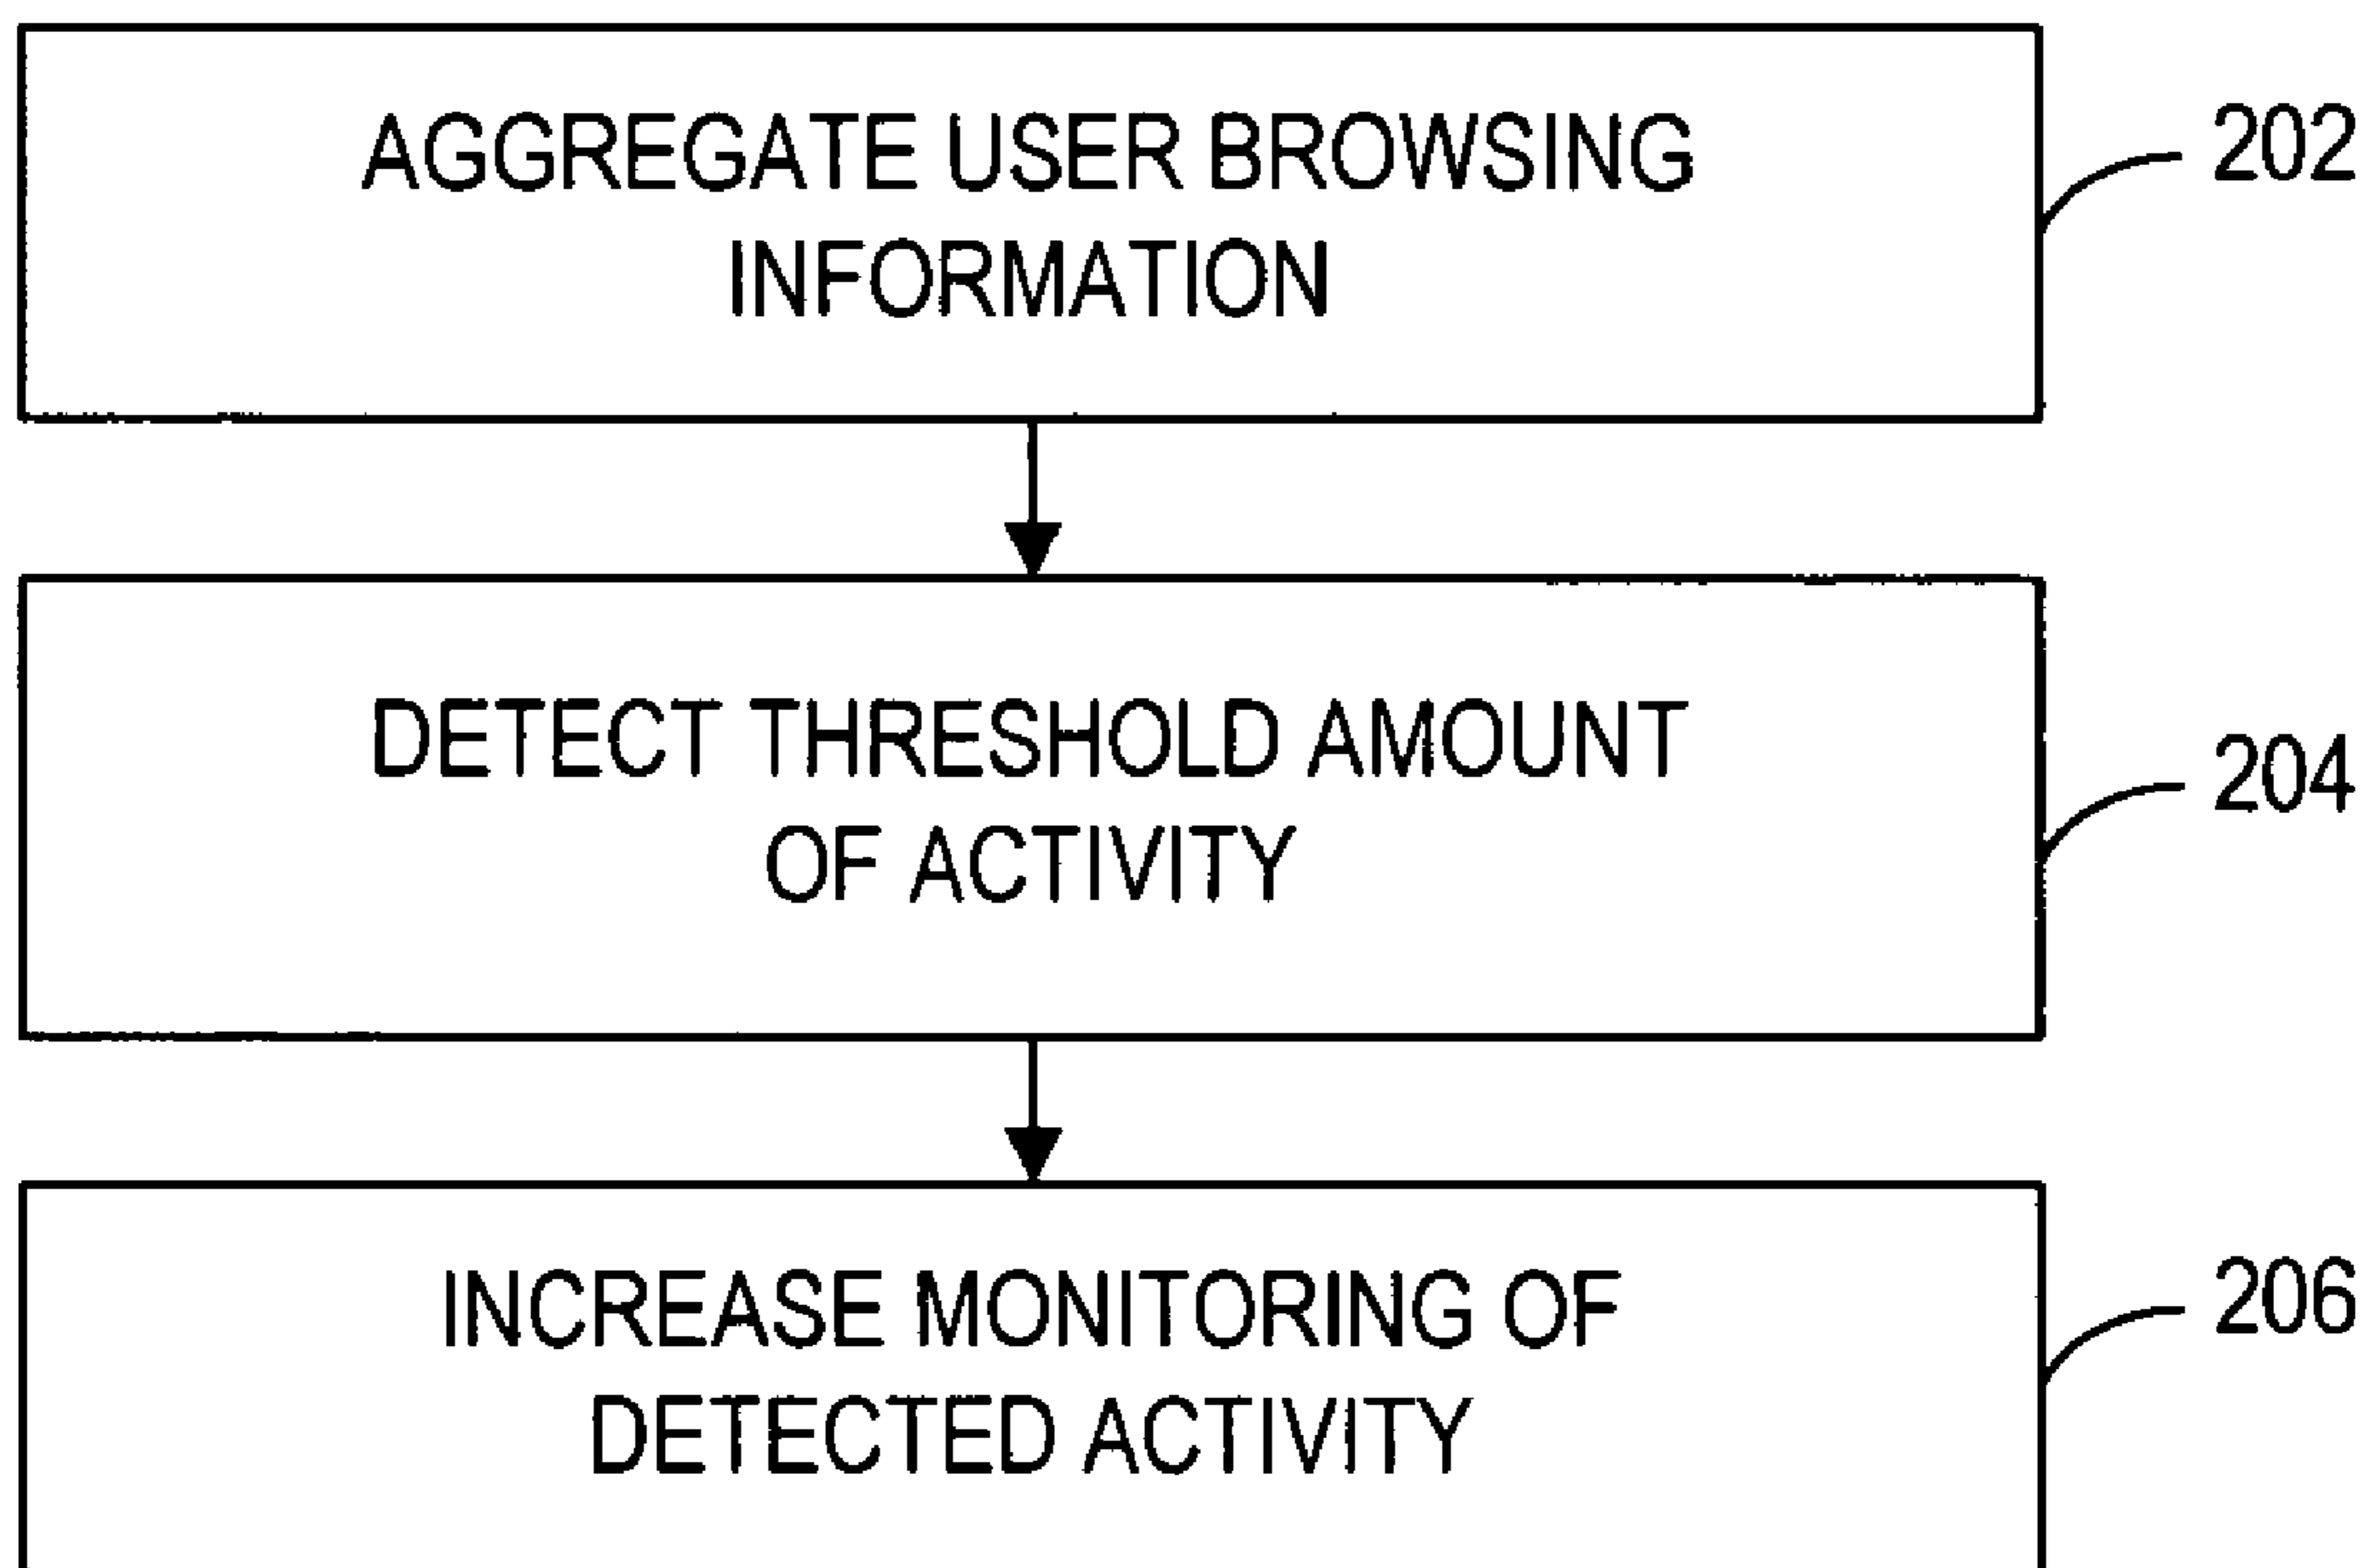 AGGREGATE USER BROWSING
INFORMATION
202
DETECT THRESHOLD AMOUNT
OF ACTIVITY
204
INCREASE MONITORING OF
DETECTED ACTIVITY
206